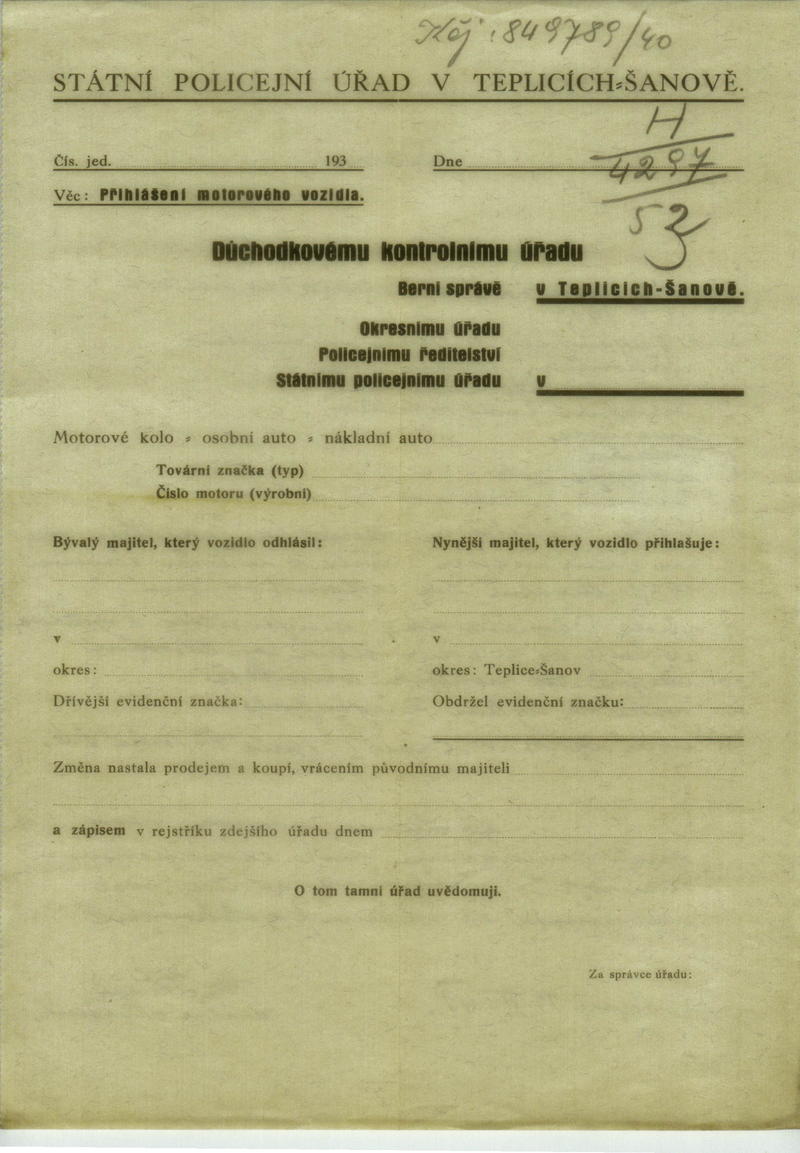 Kčj: 849789/40
STÁTNÍ POLICEJNÍ ÚŘAD V TEPLICÍCH-ŠANOVĚ.
H
Čís. jed. 193 Dne 4297
Věc: Přihlášení motorového vozidla.
53
Důchodkovému kontrolnímu úřadu
Berní správě v Teplicích-Šanově.
Okresnímu úřadu
Policejnímu ředitelství
Státnímu policejnímu úřadu v
Motorové kolo - osobní auto - nákladní auto
Tovární značka (typ)
Číslo motoru (výrobní)
Bývalý majitel, který vozidlo odhlásil: Nynější majitel, který vozidlo přihlašuje:
v v
okres: okres: Teplice-Šanov
Dřívější evidenční značka: Obdržel evidenční značku:
Změna nastala prodejem a koupí, vrácením původnímu majiteli
a zápisem v rejstříku zdejšího úřadu dnem
O tom tamní úřad uvědomuji.
Za správce úřadu: